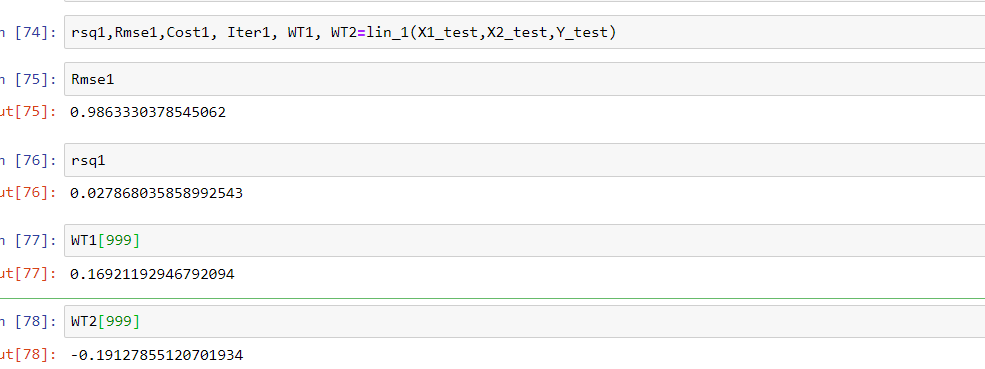 n [74]: rsq1,Rmse1,Cost1, Iter1, WT1, WT2=lin_1(X1_test,X2_test,Y_test)
n [75]: Rmse1
ut[75]: 0.9863330378545062
n [76]: rsq1
ut[76]: 0.027868035858992543
n [77]: WT1[999]
ut[77]: 0.16921192946792094
n [78]: WT2[999]
ut[78]: -0.19127855120701934